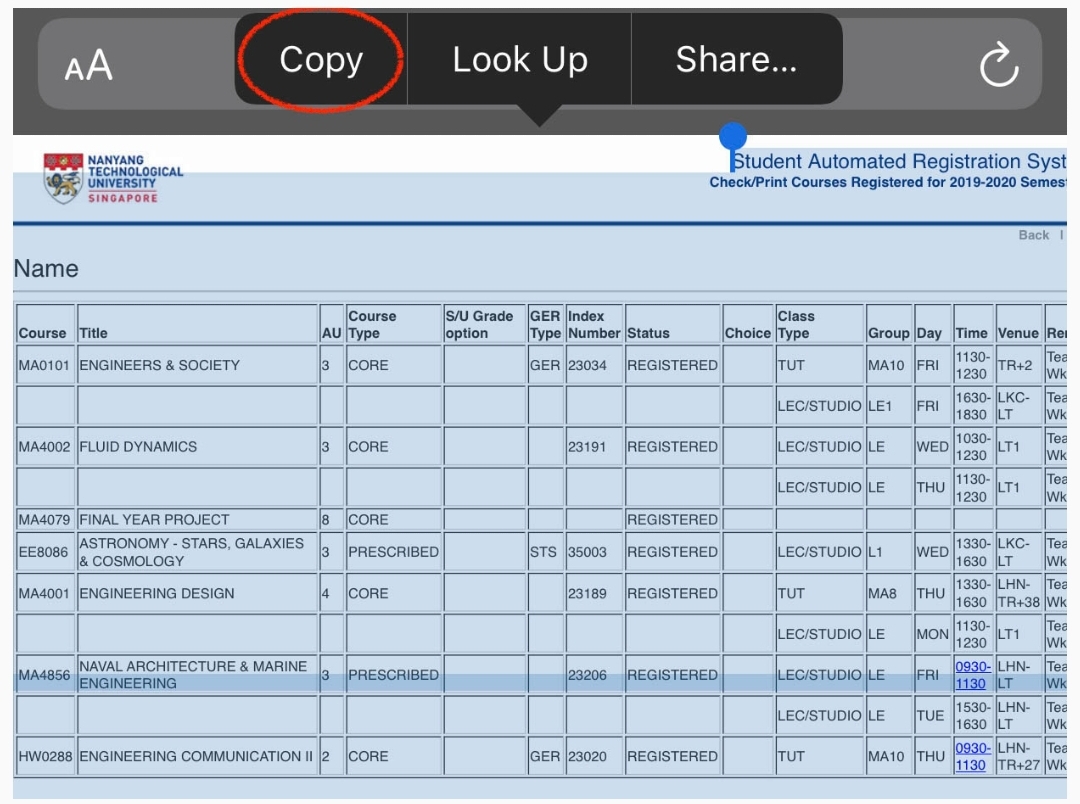 AA Copy Look Up Share...
NANYANG
TECHNOLOGICAL
UNIVERSITY
SINGAPORE
Student Automated Registration Syst
Check/Print Courses Registered for 2019-2020 Semest
Back I
Name
Course Title AU Course Type S/U Grade option GER Type Index Number Status Choice Class Type Group Day Time Venue Rer
MA0101 ENGINEERS & SOCIETY 3 CORE GER 23034 REGISTERED TUT MA10 FRI 1130-1230 TR+2 Tea Wk
LEC/STUDIO LE1 FRI 1630-1830 LKC-LT Tea Wk
MA4002 FLUID DYNAMICS 3 CORE 23191 REGISTERED LEC/STUDIO LE WED 1030-1230 LT1 Tea Wk
LEC/STUDIO LE THU 1130-1230 LT1 Tea Wk
MA4079 FINAL YEAR PROJECT 8 CORE REGISTERED
EE8086 ASTRONOMY - STARS, GALAXIES & COSMOLOGY 3 PRESCRIBED STS 35003 REGISTERED LEC/STUDIO L1 WED 1330-1630 LKC-LT Tea Wk
MA4001 ENGINEERING DESIGN 4 CORE 23189 REGISTERED TUT MA8 THU 1330-1630 LHN-TR+38 Tea Wk
LEC/STUDIO LE MON 1130-1230 LT1 Tea Wk
MA4856 NAVAL ARCHITECTURE & MARINE ENGINEERING 3 PRESCRIBED 23206 REGISTERED LEC/STUDIO LE FRI 0930-1130 LHN-LT Tea Wk
LEC/STUDIO LE TUE 1530-1630 LHN-LT Tea Wk
HW0288 ENGINEERING COMMUNICATION II 2 CORE GER 23020 REGISTERED TUT MA10 THU 0930-1130 LHN-TR+27 Tea Wk